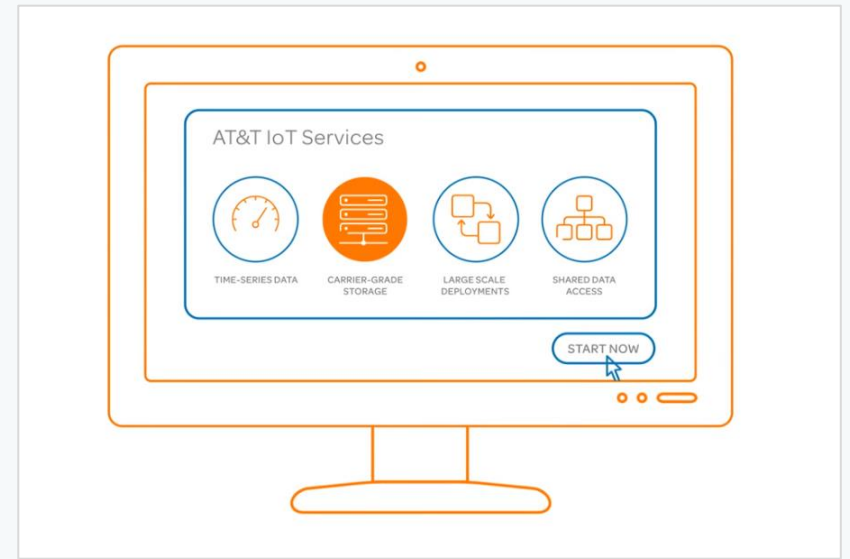 AT&T IoT Services
TIME-SERIES DATA
CARRIER-GRADE
STORAGE
LARGE SCALE
DEPLOYMENTS
SHARED DATA
ACCESS
START NOW